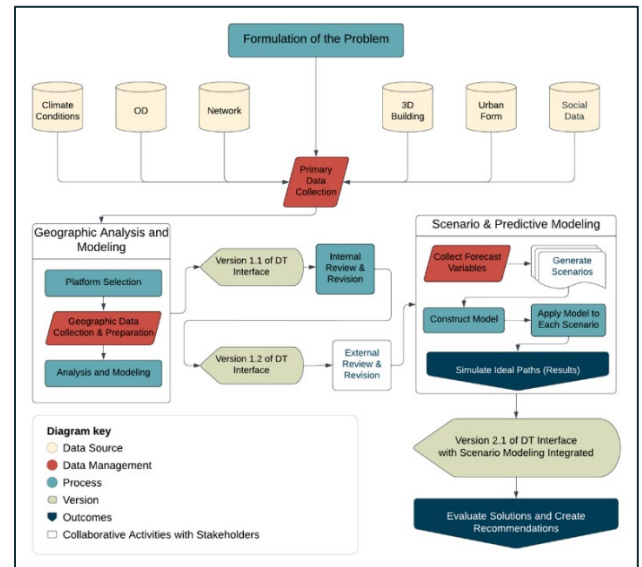 Formulation of the Problem
Climate
Conditions
OD
Network
3D
Building
Urban
Form
Social
Data
Primary
Data
Collection
Geographic Analysis and
Modeling
Platform Selection
Geographic Data
Collection & Preparation
Analysis and Modeling
Version 1.1 of DT
Interface
Internal
Review &
Revision
Version 1.2 of DT
Interface
External
Review &
Revision
Scenario & Predictive Modeling
Collect Forecast
Variables
Generate
Scenarios
Construct Model
Apply Model to
Each Scenario
Simulate Ideal Paths (Results)
Version 2.1 of DT Interface
with Scenario Modeling Integrated
Evaluate Solutions and Create
Recommendations
Diagram key
Data Source
Data Management
Process
Version
Outcomes
Collaborative Activities with Stakeholders